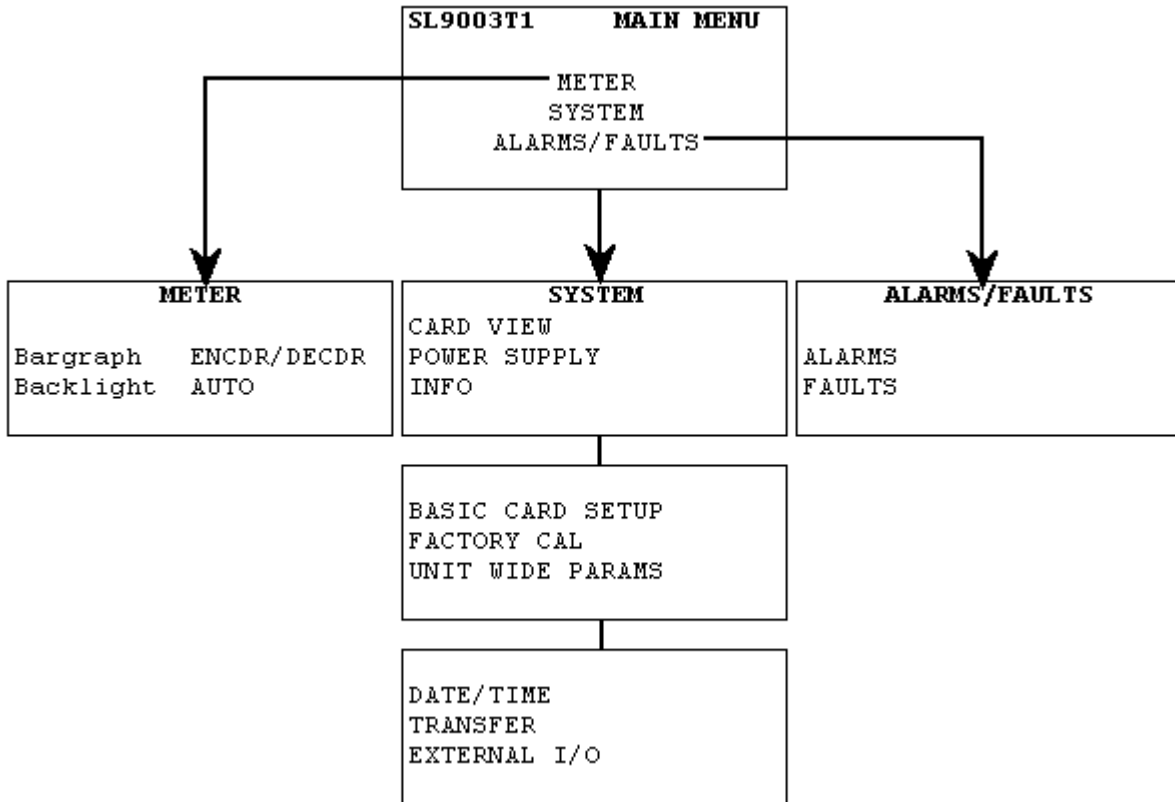 SL9003T1 MAIN MENU
METER
SYSTEM
ALARMS/FAULTS
METER
Bargraph ENCDR/DECDR
Backlight AUTO
SYSTEM
CARD VIEW
POWER SUPPLY
INFO
ALARMS/FAULTS
ALARMS
FAULTS
BASIC CARD SETUP
FACTORY CAL
UNIT WIDE PARAMS
DATE/TIME
TRANSFER
EXTERNAL I/O